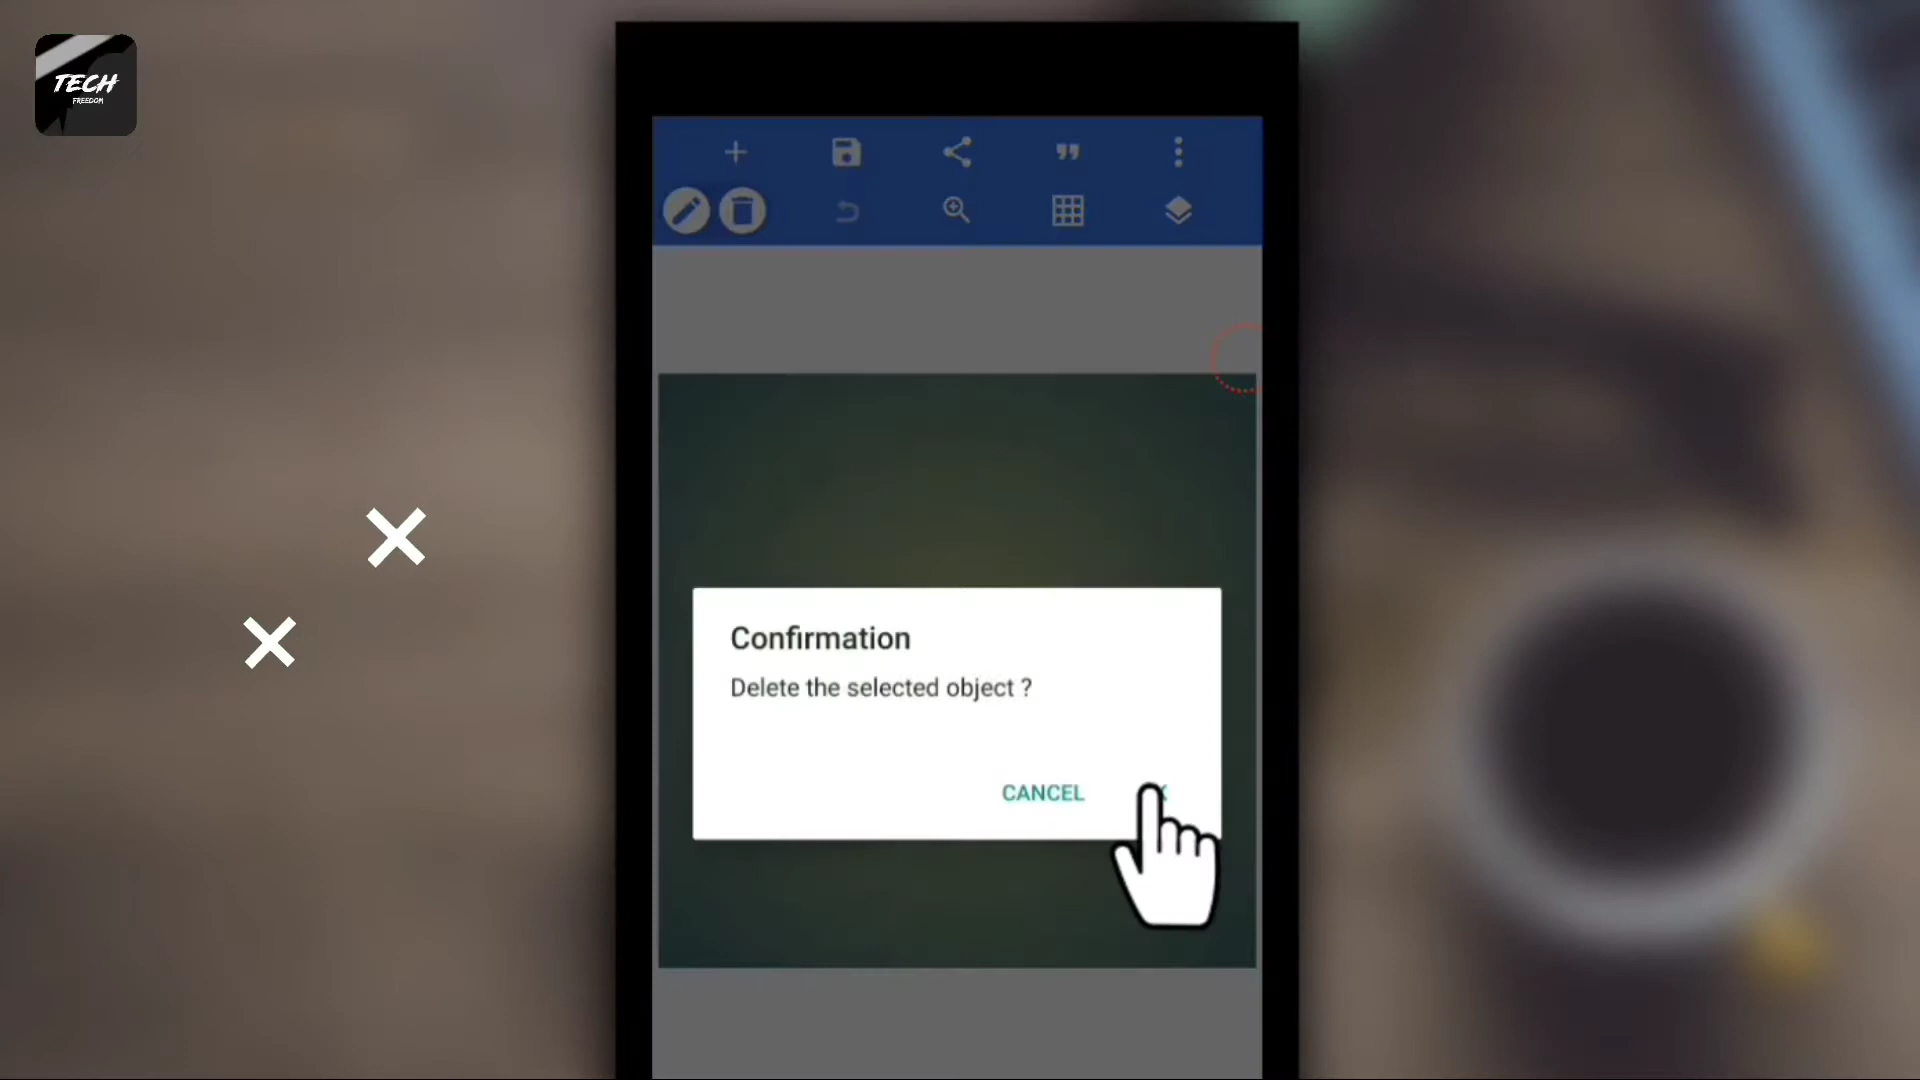 TECH
FREEDOM
Confirmation
Delete the selected object ?
CANCEL